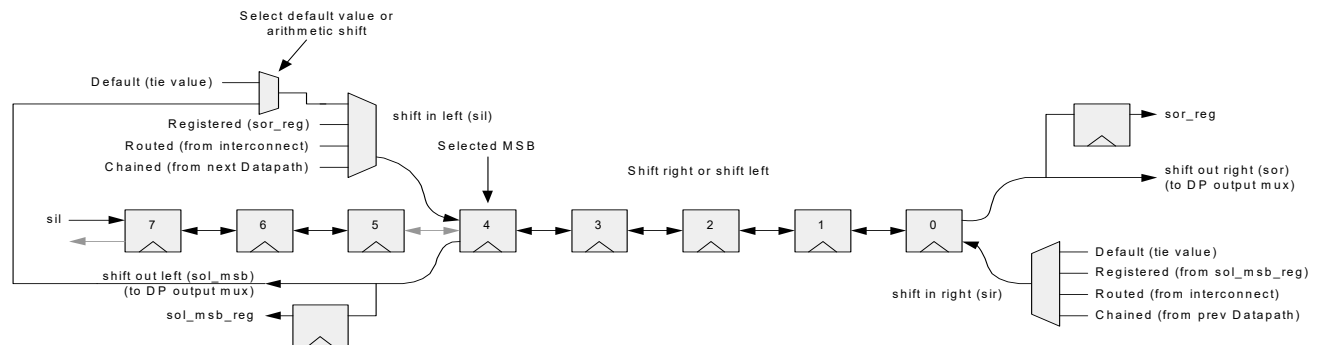 Select default value or
arithmetic shift
Default (tie value)
shift in left (sil)
Registered (sor_reg)
Routed (from interconnect)
Chained (from next Datapath)
Selected MSB
Shift right or shift left
sor_reg
shift out right (sor)
(to DP output mux)
sil
7
6
5
4
3
2
1
0
shift out left (sol_msb)
(to DP output mux)
sol_msb_reg
shift in right (sir)
Default (tie value)
Registered (from sol_msb_reg)
Routed (from interconnect)
Chained (from prev Datapath)